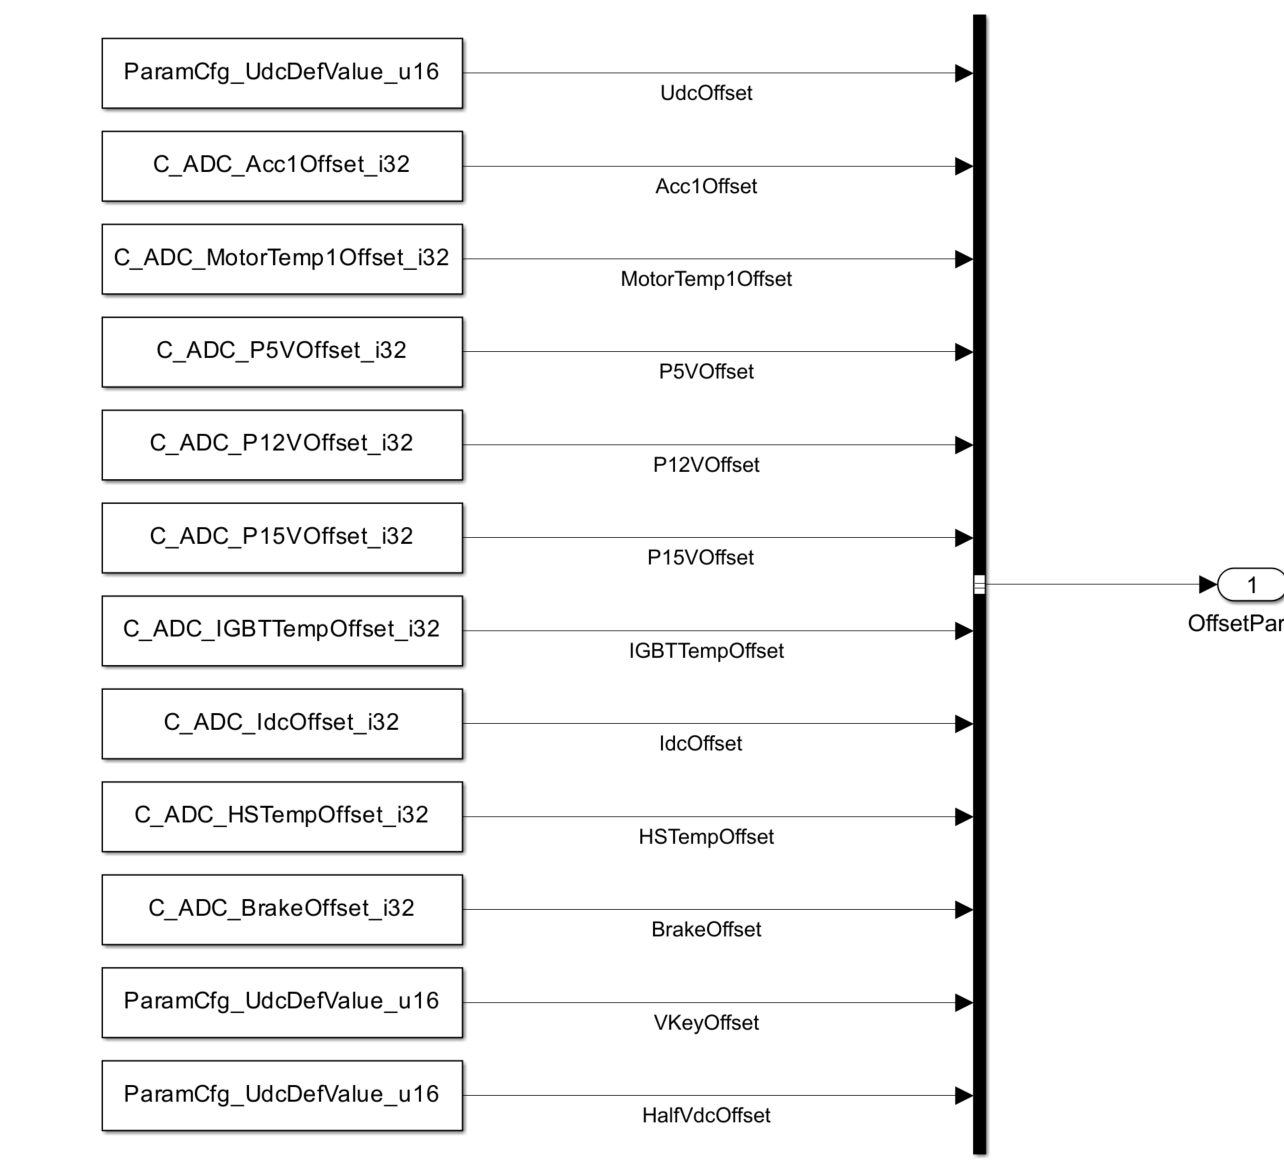 ParamCfg_UdcDefValue_u16
UdcOffset
C_ADC_Acc1Offset_i32
Acc1Offset
C_ADC_MotorTemp1Offset_i32
MotorTemp1Offset
C_ADC_P5VOffset_i32
P5VOffset
C_ADC_P12VOffset_i32
P12VOffset
C_ADC_P15VOffset_i32
P15VOffset
1
OffsetPar
C_ADC_IGBTTempOffset_i32
IGBTTempOffset
C_ADC_IdcOffset_i32
IdcOffset
C_ADC_HSTempOffset_i32
HSTempOffset
C_ADC_BrakeOffset_i32
BrakeOffset
ParamCfg_UdcDefValue_u16
VKeyOffset
ParamCfg_UdcDefValue_u16
HalfVdcOffset